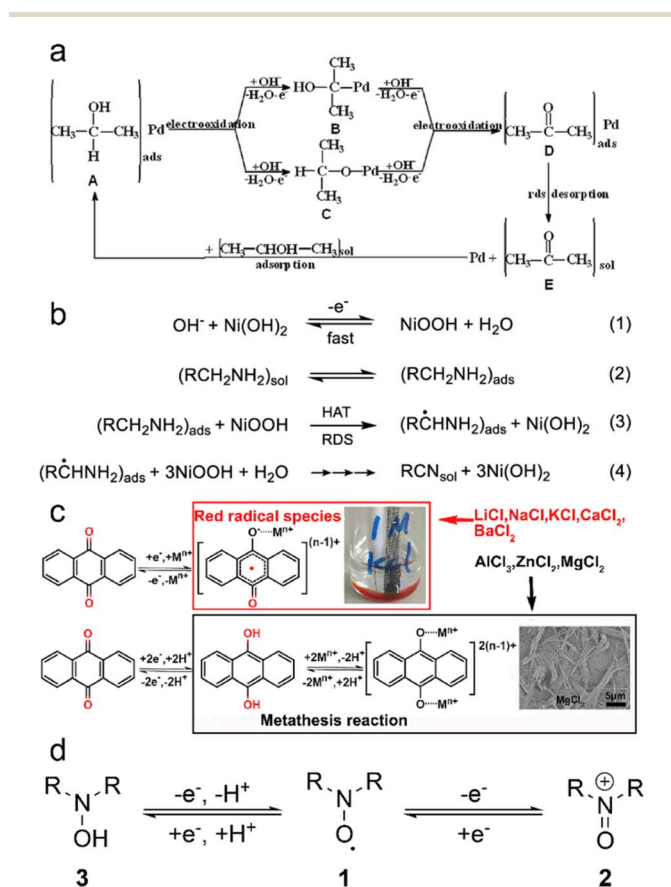 a
OH
CH₃—C—CH₃
H
A
Pd
ads
electrooxidation
+OH⁻
-H₂O-e⁻
CH₃
HO—C—Pd
CH₃
B
+OH⁻
-H₂O-e⁻
+OH⁻
-H₂O-e⁻
CH₃
H—C—O—Pd
CH₃
C
+OH⁻
-H₂O-e⁻
electrooxidation
O
CH₃—C—CH₃
D
Pd
ads
rds desorption
+ (CH₃—CHOH—CH₃)sol
adsorption
Pd +
O
CH₃—C—CH₃
E
sol
b
OH⁻ + Ni(OH)₂ -e⁻ fast NiOOH + H₂O (1)
(RCH₂NH₂)sol (RCH₂NH₂)ads (2)
(RCH₂NH₂)ads + NiOOH HAT RDS (RĊHNH₂)ads + Ni(OH)₂ (3)
(RĊHNH₂)ads + 3NiOOH + H₂O RCNsol + 3Ni(OH)₂ (4)
c
Red radical species
O
O
+e⁻,+Mⁿ⁺
-e⁻,-Mⁿ⁺
O⁻····Mⁿ⁺
O
(n-1)+
1 M
KCl
LiCl,NaCl,KCl,CaCl₂,
BaCl₂
AlCl₃,ZnCl₂,MgCl₂
O
O
+2e⁻,+2H⁺
-2e⁻,-2H⁺
OH
OH
+2Mⁿ⁺,-2H⁺
-2Mⁿ⁺,+2H⁺
O⁻····Mⁿ⁺
O⁻····Mⁿ⁺
2(n-1)+
MgCl₂
5μm
Metathesis reaction
d
R R
N
OH
3
-e⁻, -H⁺
+e⁻, +H⁺
R R
N
O•
1
-e⁻
+e⁻
R R
N⊕
O
2